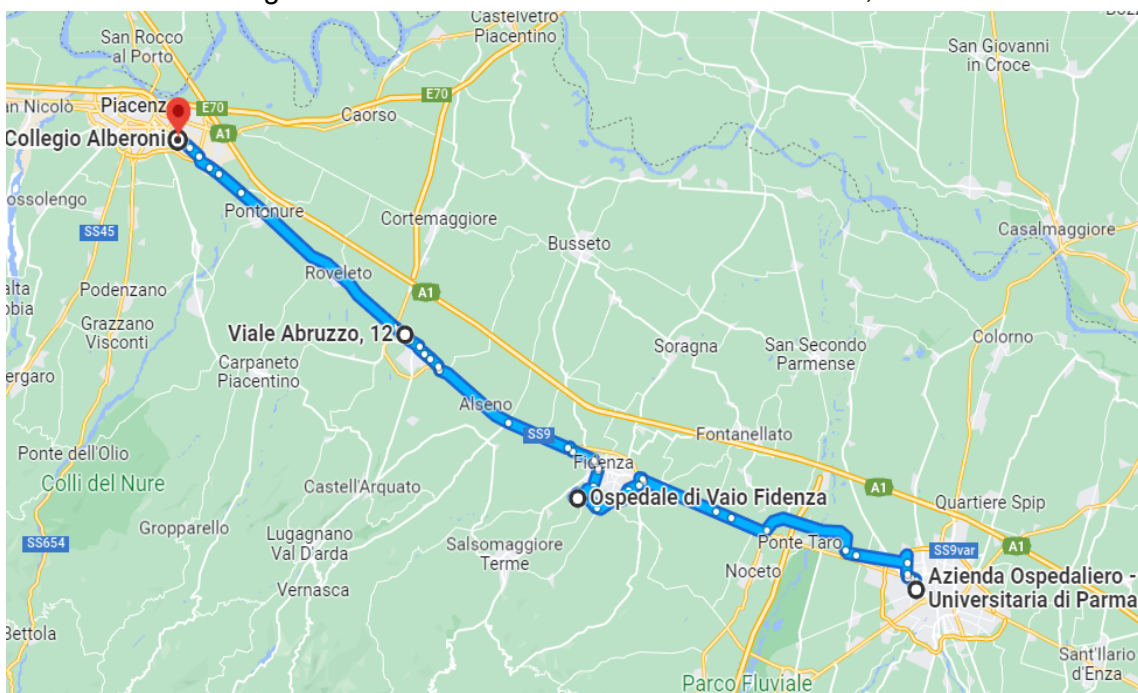 Castelvetro
Piacentino
San Rocco
al Porto
San Giovanni
in Croce
E70
an Nicolò
Piacenz
E70
Caorso
A1
Collegio Alberoni
ossolengo
Pontenure
Cortemaggiore
Casalmaggiore
SS45
Busseto
Roveleto
A1
Podenzano
Grazzano
Visconti
Viale Abruzzo, 12
Colorno
Soragna
San Secondo
Parmense
Carpaneto
Piacentino
ergaro
Alseno
SS9
Fontanellato
Ponte dell'Olio
Fidenza
Colli del Nure
Castell'Arquato
A1
Ospedale di Vaio Fidenza
Quartiere Spip
Gropparello
Lugagnano
Val D'arda
SS654
Salsomaggiore
Terme
Ponte Taro
SS9var
A1
Noceto
Azienda Ospedaliero -
Universitaria di Parma
Vernasca
Bettola
Sant'Ilario
d'Enza
Parco Fluviale